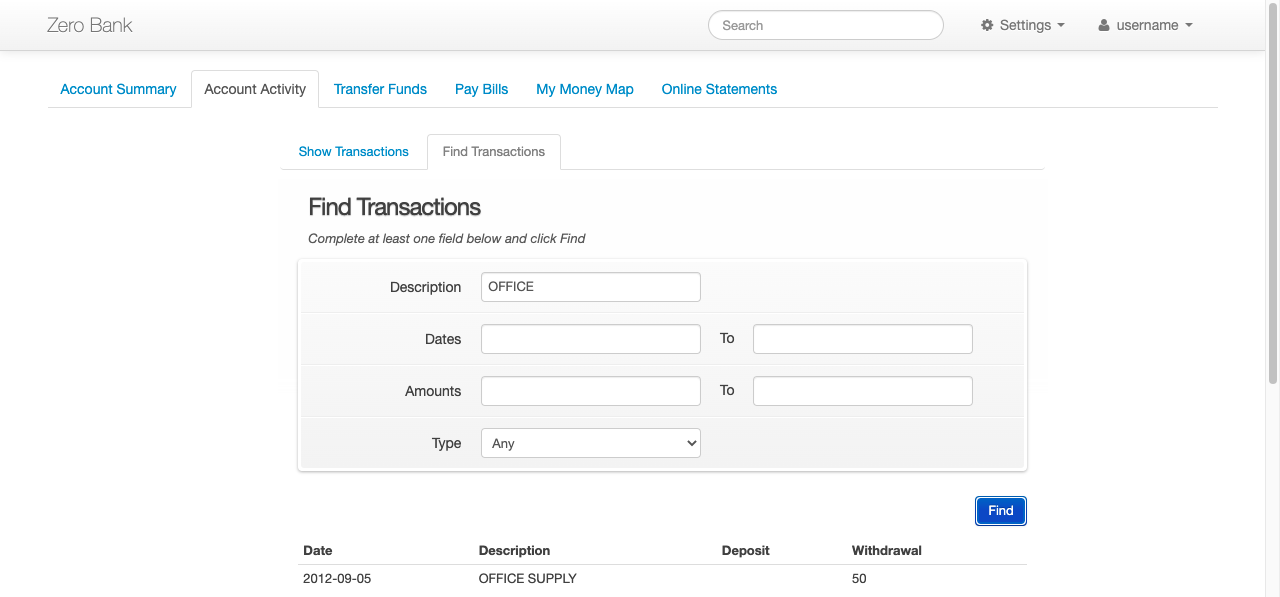 Zero Bank Search Settings username
Account Summary Account Activity Transfer Funds Pay Bills My Money Map Online Statements
Show Transactions Find Transactions
Find Transactions
Complete at least one field below and click Find
Description OFFICE
Dates To
Amounts To
Type Any
Find
Date Description Deposit Withdrawal
2012-09-05 OFFICE SUPPLY 50